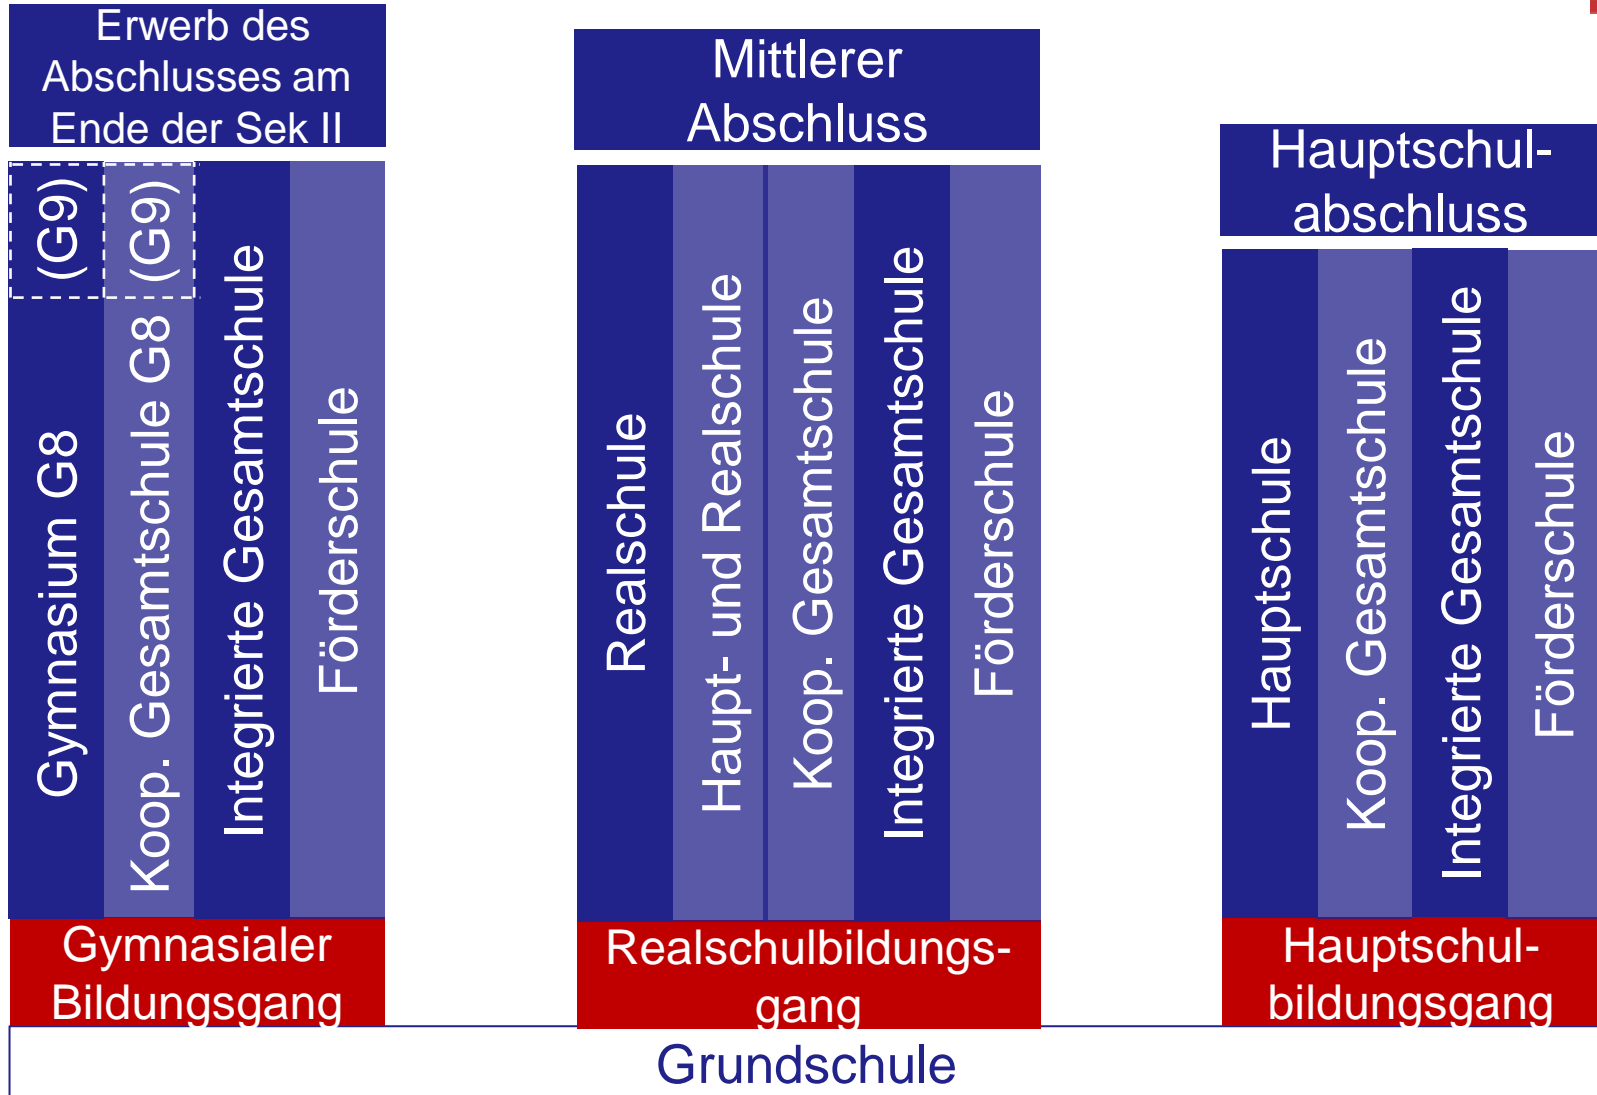 Erwerb des
Abschlusses am
Ende der Sek II
(G9)
Gymnasium G8
(G9)
Koop. Gesamtschule G8
Integrierte Gesamtschule
Förderschule
Gymnasialer
Bildungsgang
Mittlerer
Abschluss
Realschule
Haupt- und Realschule
Koop. Gesamtschule
Integrierte Gesamtschule
Förderschule
Realschulbildungs-
gang
Hauptschul-
abschluss
Hauptschule
Koop. Gesamtschule
Integrierte Gesamtschule
Förderschule
Hauptschul-
bildungsgang
Grundschule